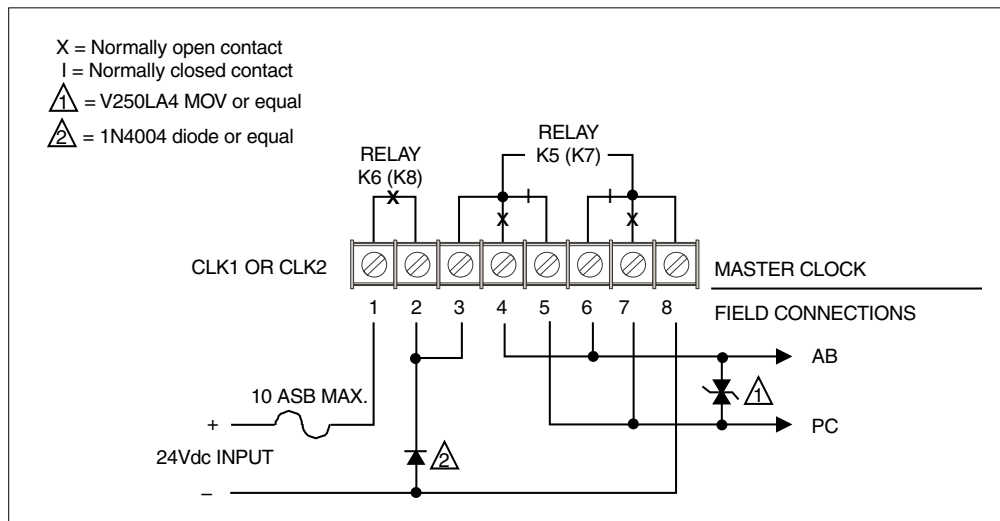 X = Normally open contact
I = Normally closed contact
1 = V250LA4 MOV or equal
2 = 1N4004 diode or equal
RELAY
K6 (K8)
RELAY
K5 (K7)
X
X
X
CLK1 OR CLK2
MASTER CLOCK
1 2 3 4 5 6 7 8
FIELD CONNECTIONS
AB
1
10 ASB MAX.
+
PC
24Vdc INPUT
2
–